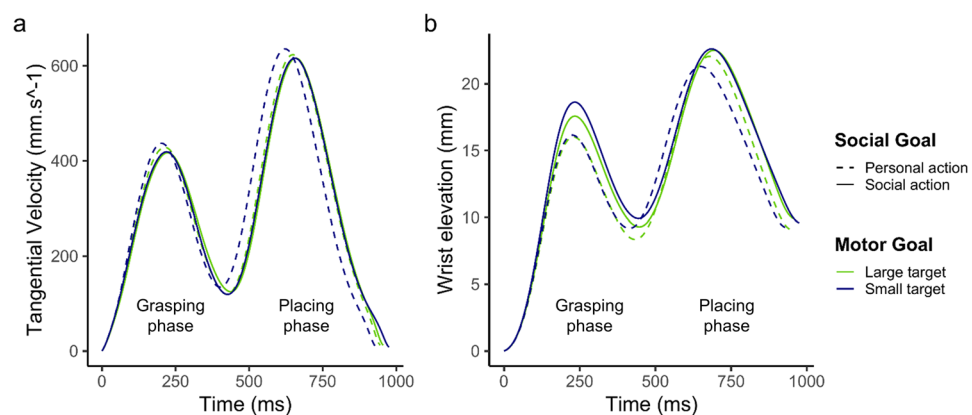 a
Tangential Velocity (mm.s^-1)
600
400
200
0
Grasping
phase
Placing
phase
0
250
500
750
1000
Time (ms)
b
Wrist elevation (mm)
20
15
10
5
0
Grasping
phase
Placing
phase
0
250
500
750
1000
Time (ms)
Social Goal
Personal action
Social action
Motor Goal
Large target
Small target